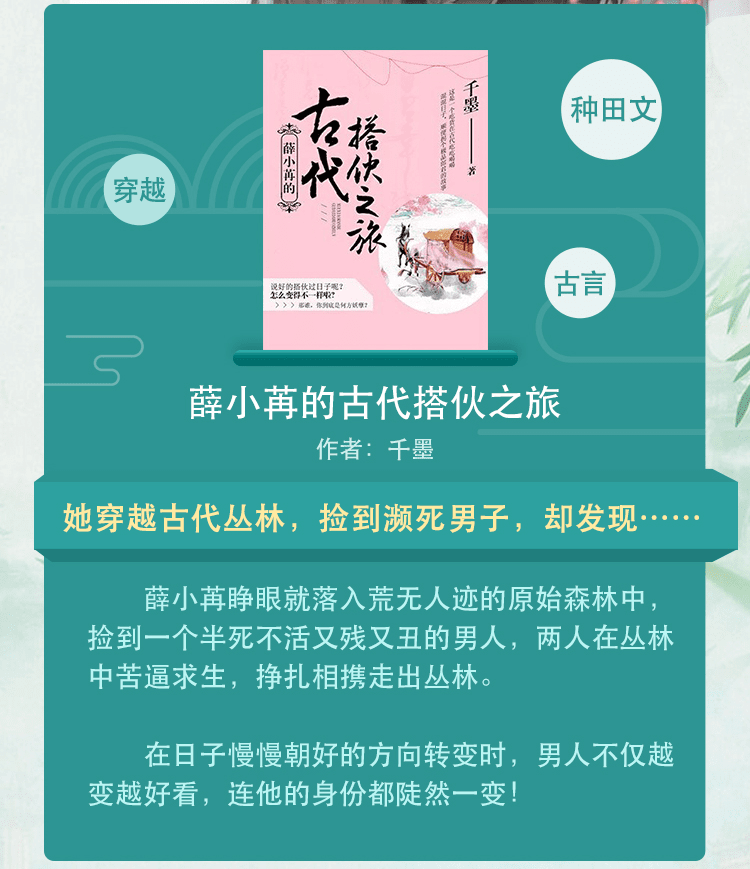 古代
搭伙之旅
薛小苒的
千墨
著
说好的搭伙过日子呢?
怎么变得不一样啦?
>>> 那谁,你到底是何方妖孽?
种田文
穿越
古言
薛小苒的古代搭伙之旅
作者:千墨
她穿越古代丛林,捡到濒死男子,却发现……
薛小苒睁眼就落入荒无人迹的原始森林中,
捡到一个半死不活又残又丑的男人,两人在丛林
中苦逼求生,挣扎相携走出丛林。
在日子慢慢朝好的方向转变时,男人不仅越
变越好看,连他的身份都陡然一变!